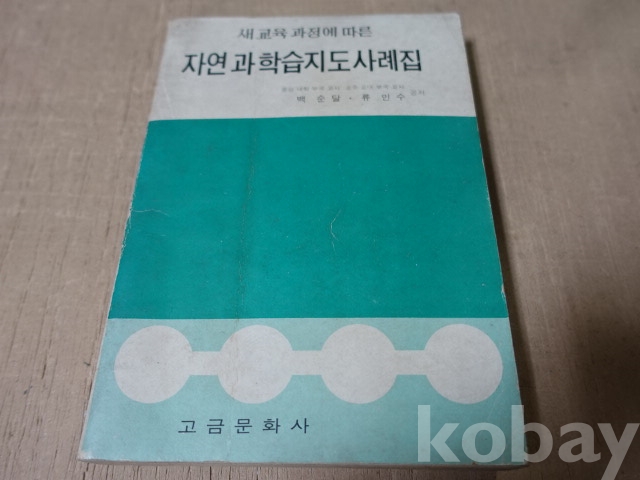 새 교육 과정에 따른
자연과 학습지도사례집
백 순 달 · 류 인 수 공저
고 금 문 화 사
kobay